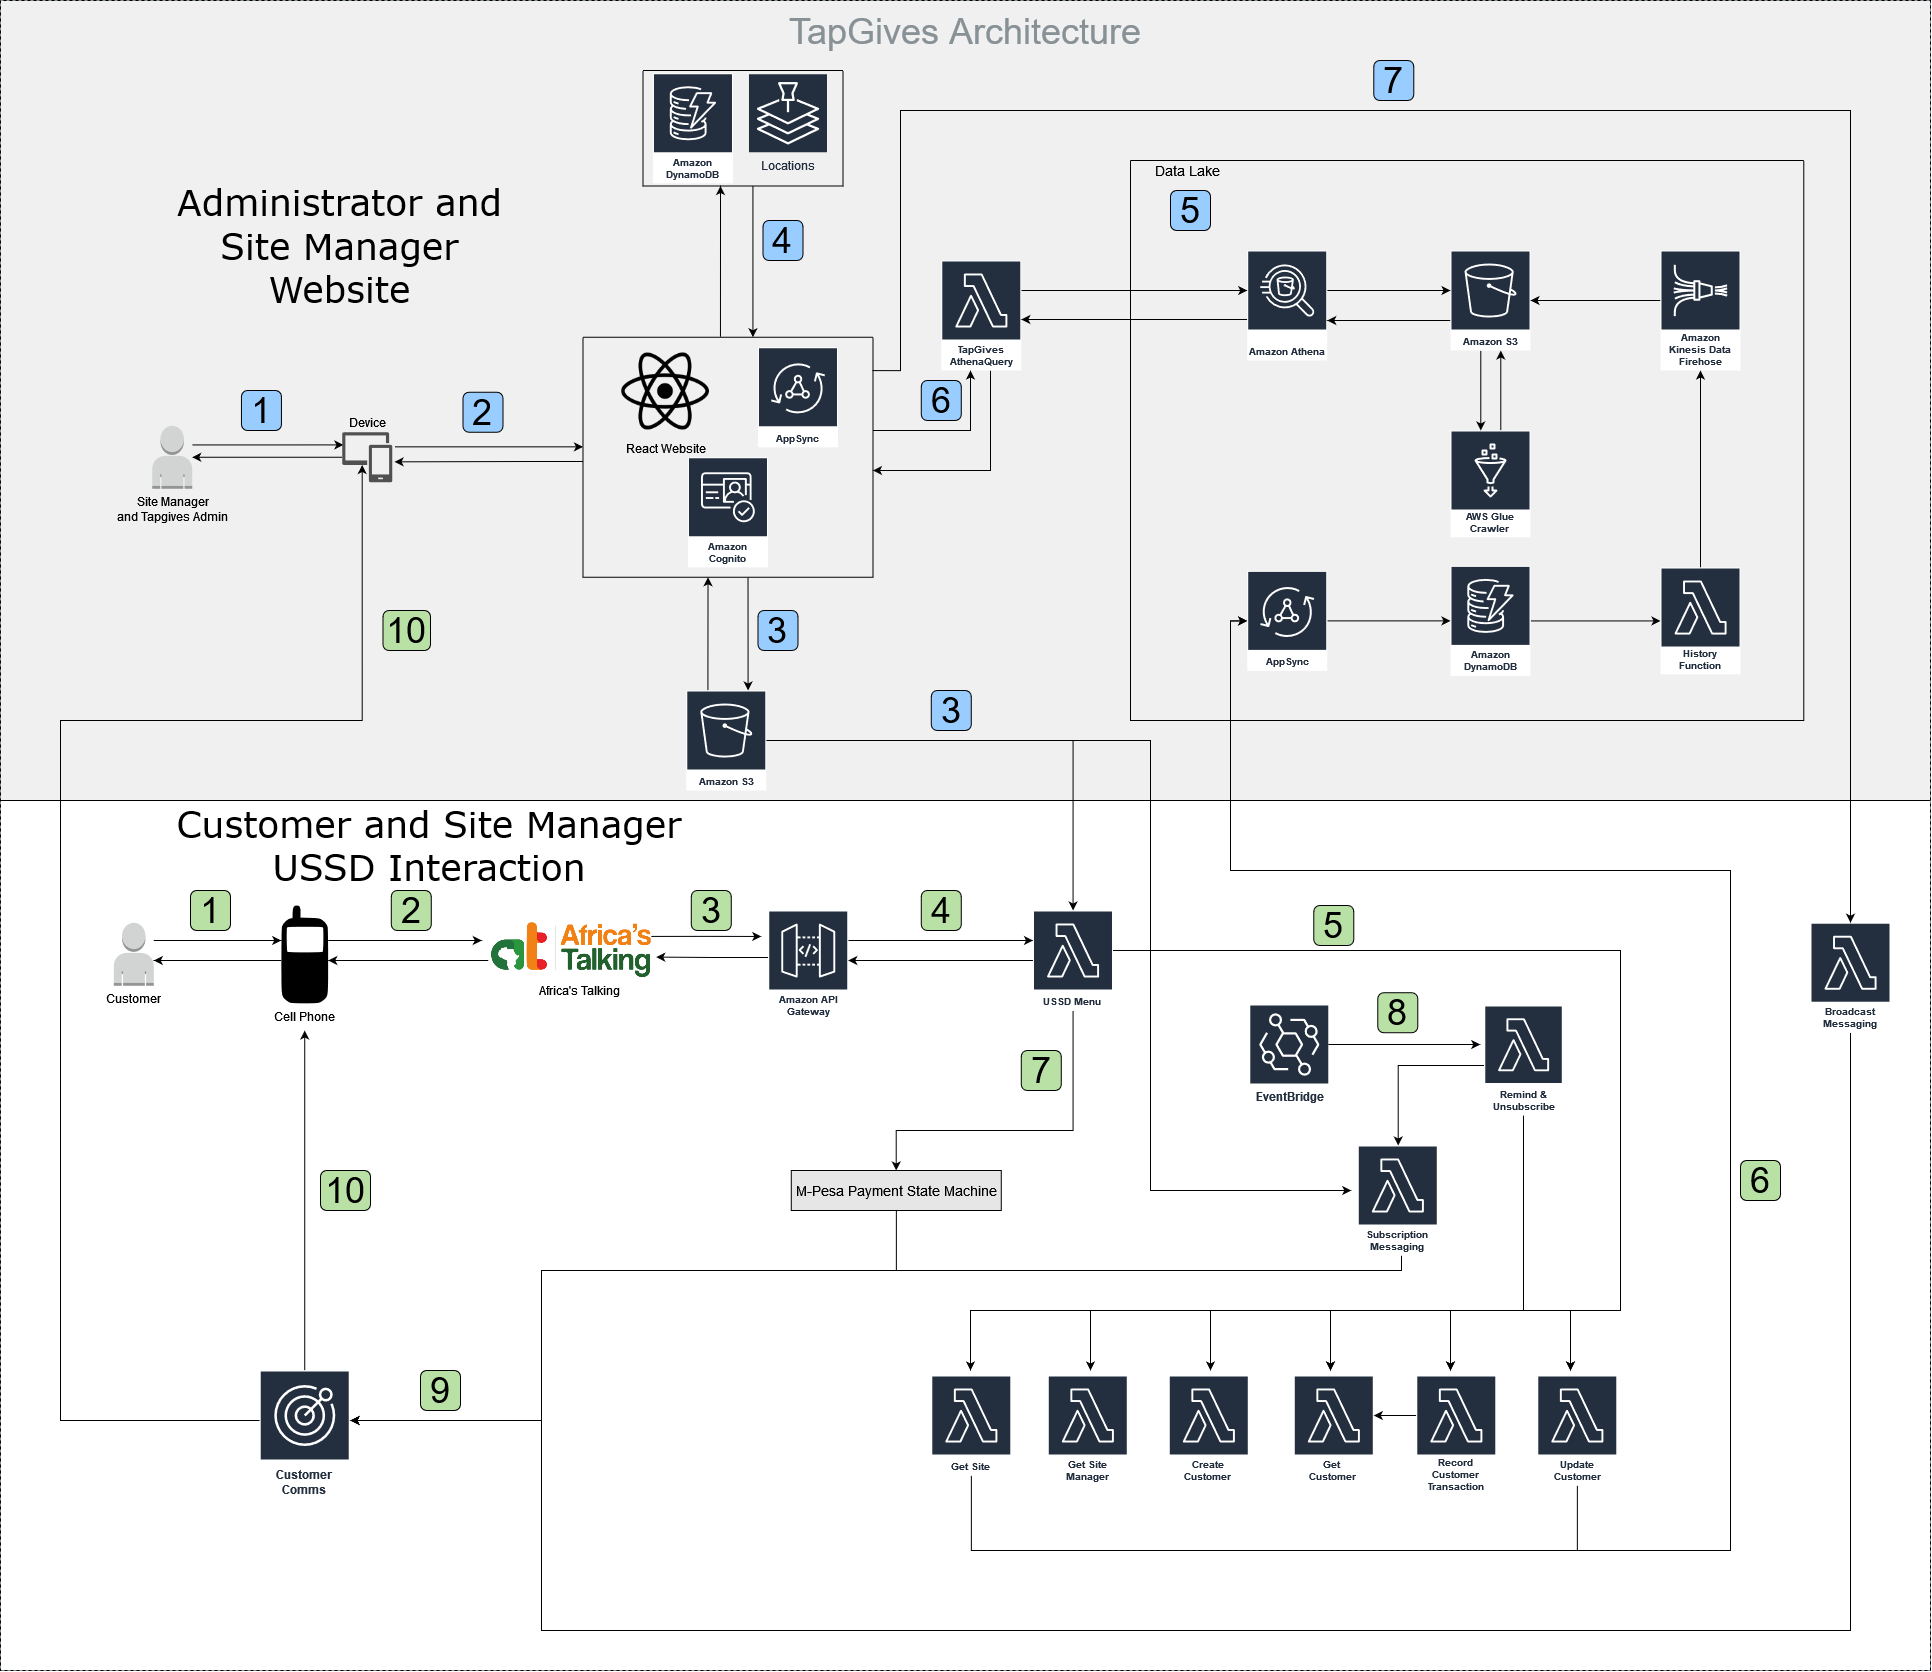 TapGives Architecture
7
Amazon
DynamoDB
Locations
Data Lake
5
Administrator and
Site Manager
Website
4
TapGives
AthenaQuery
Amazon Athena
Amazon S3
Amazon
Kinesis Data
Firehose
1
Device
2
React Website
AppSync
6
Site Manager
and Tapgives Admin
Amazon
Cognito
AWS Glue
Crawler
10
3
AppSync
Amazon
DynamoDB
History
Function
3
Amazon S3
Customer and Site Manager
USSD Interaction
1
2
3
4
5
Africa's
Talking
Africa's Talking
Customer
Cell Phone
Amazon API
Gateway
USSD Menu
8
Broadcast
Messaging
7
EventBridge
Remind &
Unsubscribe
10
M-Pesa Payment State Machine
6
Subscription
Messaging
9
Customer
Comms
Get Site
Get Site
Manager
Create
Customer
Get
Customer
Record
Customer
Transaction
Update
Customer